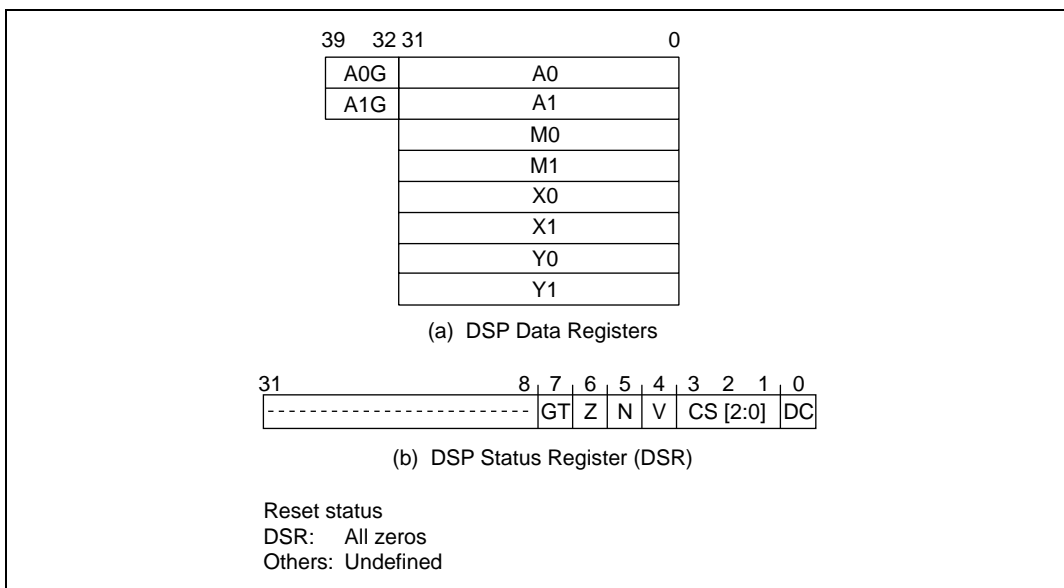 39 32 31 0
A0G A0
A1G A1
M0
M1
X0
X1
Y0
Y1
(a) DSP Data Registers
31 8 7 6 5 4 3 2 1 0
GT Z N V CS [2:0] DC
(b) DSP Status Register (DSR)
Reset status
DSR: All zeros
Others: Undefined